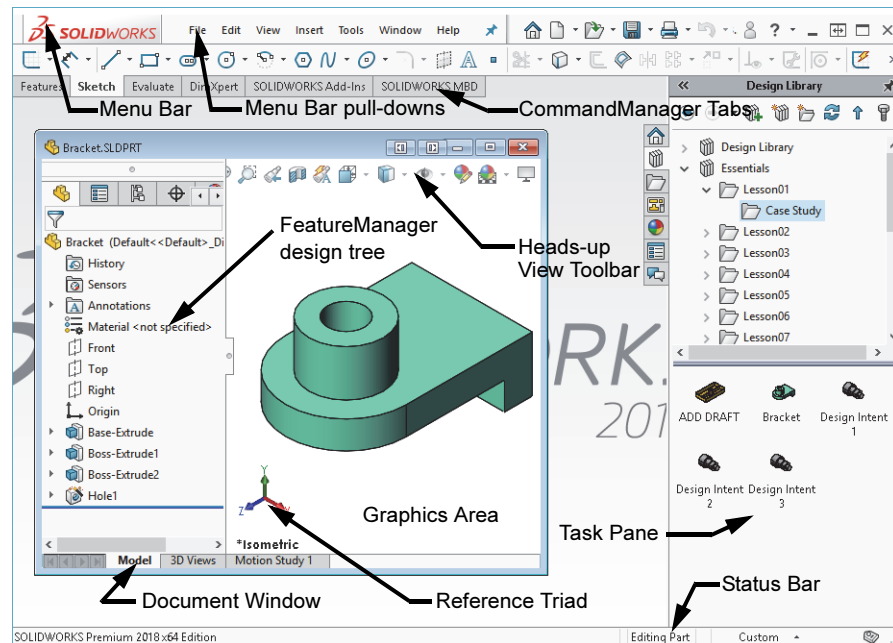 SOLIDWORKS File Edit View Insert Tools Window Help
Features Sketch Evaluate DimXpert SOLIDWORKS Add-Ins SOLIDWORKS MBD
Menu Bar
Menu Bar pull-downs
CommandManager Tabs
Design Library
Bracket.SLDPRT
Design Library
Essentials
Lesson01
Case Study
Lesson02
Lesson03
Lesson04
Lesson05
Lesson06
Lesson07
FeatureManager
design tree
Heads-up
View Toolbar
Bracket (Default<<Default>_Di
History
Sensors
Annotations
Material <not specified>
Front
Top
Right
Origin
Base-Extrude
Boss-Extrude1
Boss-Extrude2
Hole1
RK.
201
ADD DRAFT
Bracket
Design Intent
1
Design Intent
2
Design Intent
3
Y
Z
Graphics Area
*Isometric
Task Pane
Model 3D Views Motion Study 1
Document Window
Reference Triad
Status Bar
SOLIDWORKS Premium 2018 x64 Edition
Editing Part
Custom